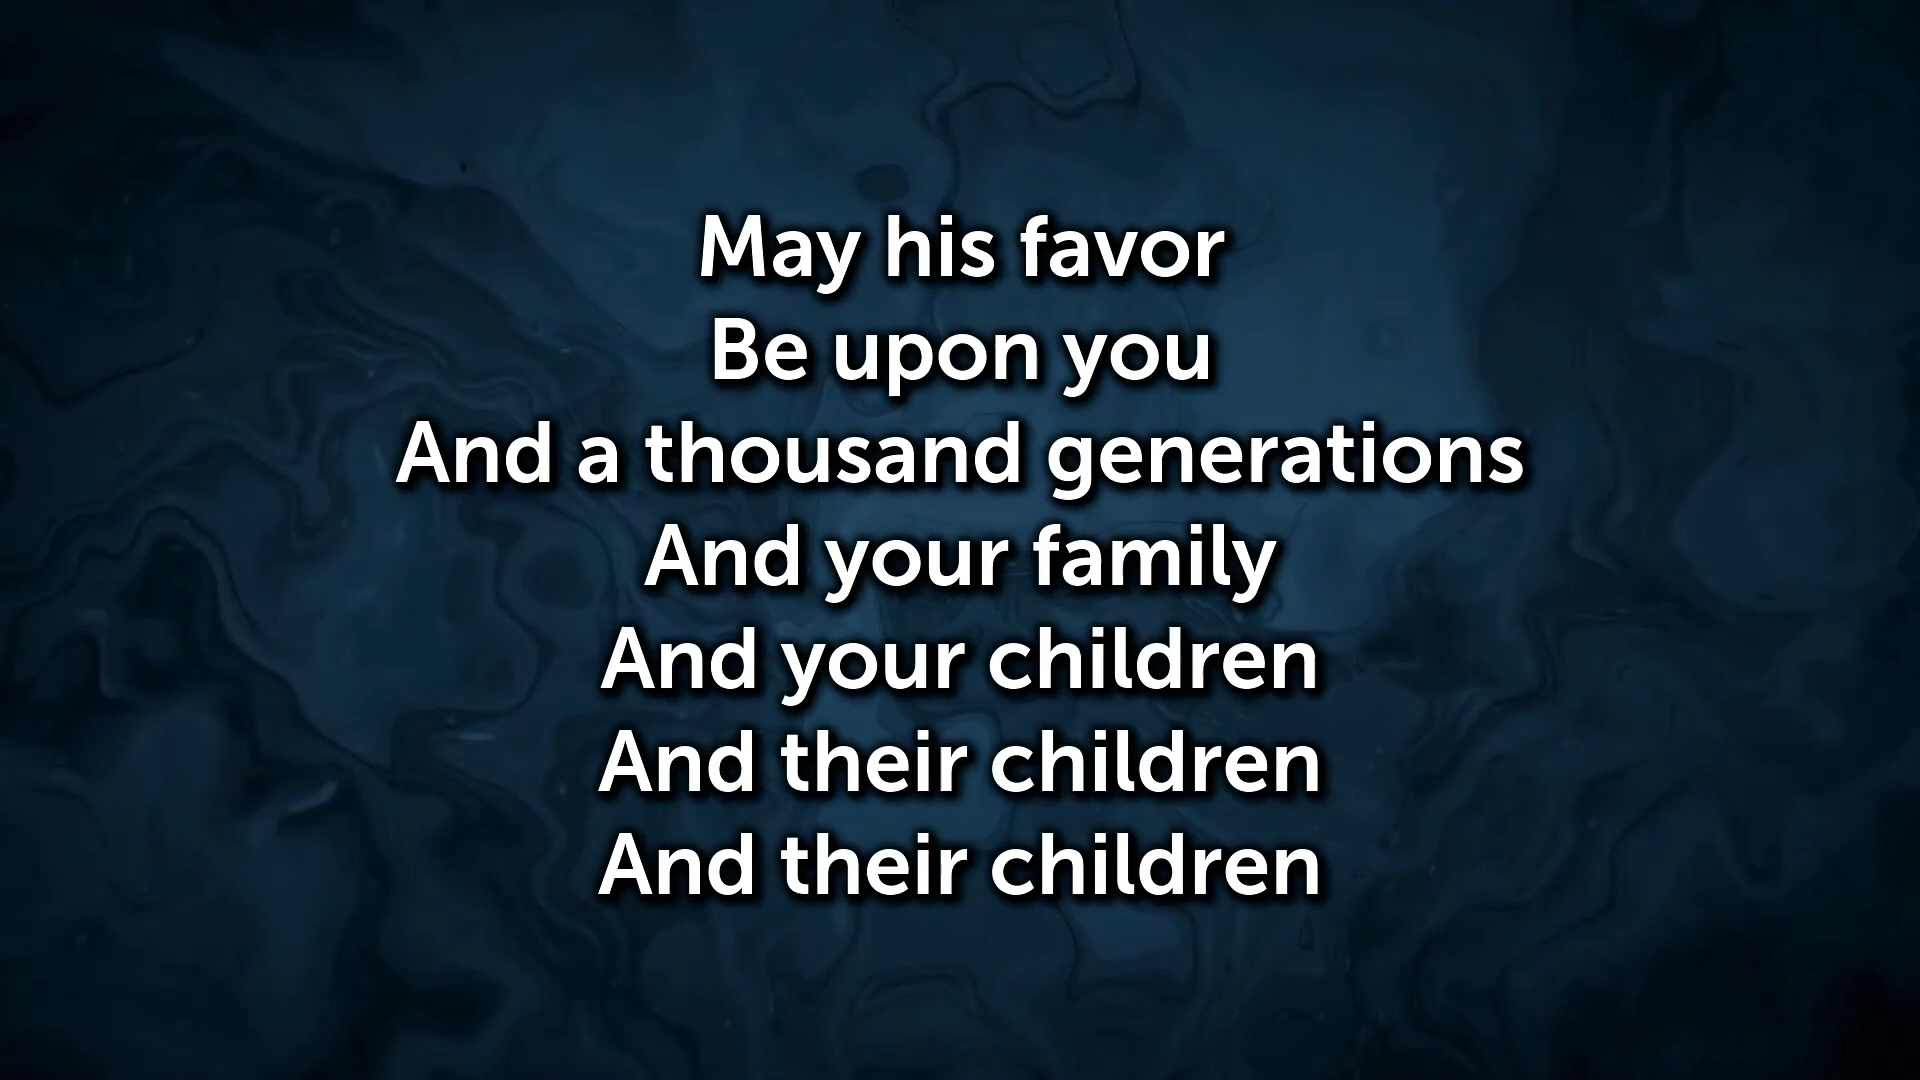 May his favor
Be upon you
And a thousand generations
And your family
And your children
And their children
And their children